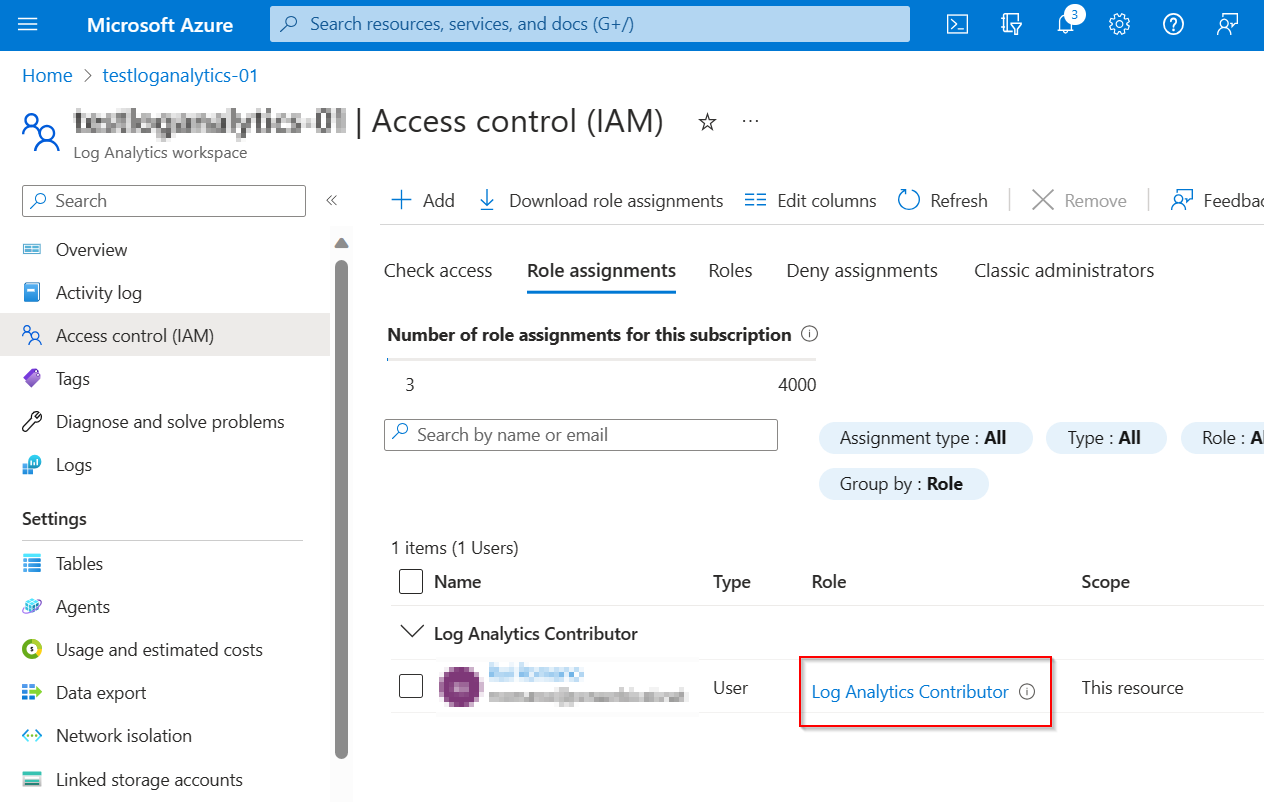 Microsoft Azure
Search resources, services, and docs (G+/)
3
Home > testloganalytics-01
testloganalytics-01 | Access control (IAM)
Log Analytics workspace
Search
Overview
Activity log
Access control (IAM)
Tags
Diagnose and solve problems
Logs
Settings
Tables
Agents
Usage and estimated costs
Data export
Network isolation
Linked storage accounts
Add
Download role assignments
Edit columns
Refresh
Remove
Feedbac
Check access
Role assignments
Roles
Deny assignments
Classic administrators
Number of role assignments for this subscription
3
4000
Search by name or email
Assignment type : All
Type : All
Role : Al
Group by : Role
1 items (1 Users)
Name
Type
Role
Scope
Log Analytics Contributor
User
Log Analytics Contributor
This resource